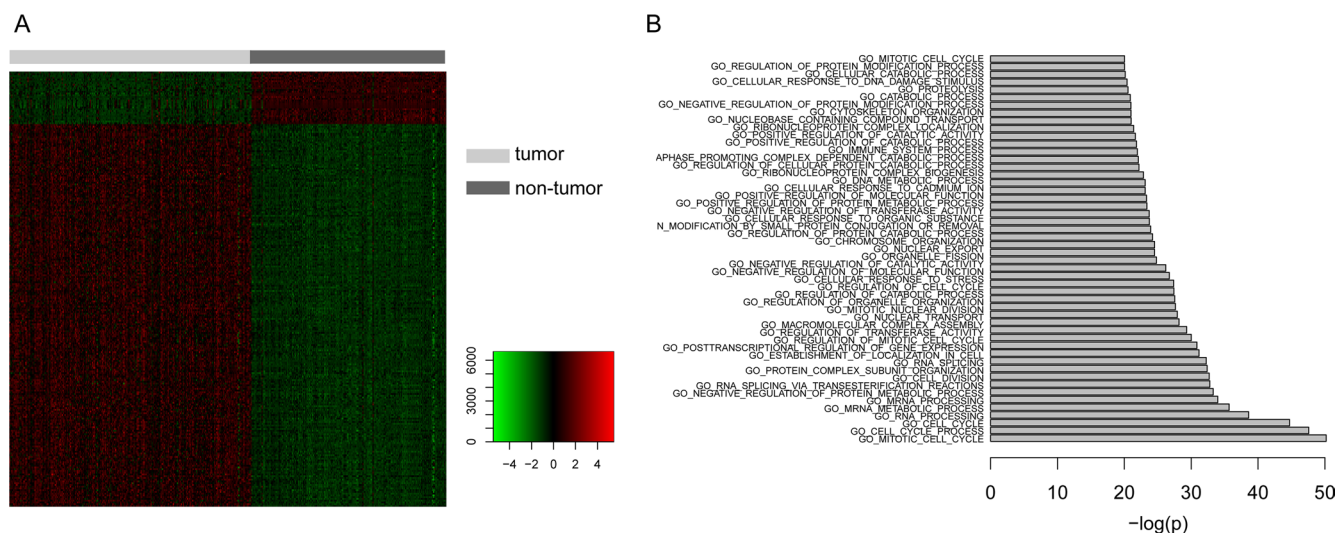 A
B
tumor
non-tumor
0 3000 6000
−4 −2 0 2 4
GO_MITOTIC_CELL_CYCLE
GO_REGULATION_OF_PROTEIN_MODIFICATION_PROCESS
GO_CELLULAR_CATABOLIC_PROCESS
GO_CELLULAR_RESPONSE_TO_DNA_DAMAGE_STIMULUS
GO_PROTEOLYSIS
GO_CATABOLIC_PROCESS
GO_NEGATIVE_REGULATION_OF_PROTEIN_MODIFICATION_PROCESS
GO_CYTOSKELETON_ORGANIZATION
GO_NUCLEOBASE_CONTAINING_COMPOUND_TRANSPORT
GO_RIBONUCLEOPROTEIN_COMPLEX_LOCALIZATION
GO_POSITIVE_REGULATION_OF_CATALYTIC_ACTIVITY
GO_POSITIVE_REGULATION_OF_CATABOLIC_PROCESS
GO_IMMUNE_SYSTEM_PROCESS
APHASE_PROMOTING_COMPLEX_DEPENDENT_CATABOLIC_PROCESS
GO_REGULATION_OF_CELLULAR_PROTEIN_CATABOLIC_PROCESS
GO_RIBONUCLEOPROTEIN_COMPLEX_BIOGENESIS
GO_DNA_METABOLIC_PROCESS
GO_CELLULAR_RESPONSE_TO_CADMIUM_ION
GO_POSITIVE_REGULATION_OF_MOLECULAR_FUNCTION
GO_POSITIVE_REGULATION_OF_PROTEIN_METABOLIC_PROCESS
GO_NEGATIVE_REGULATION_OF_TRANSFERASE_ACTIVITY
GO_CELLULAR_RESPONSE_TO_ORGANIC_SUBSTANCE
N_MODIFICATION_BY_SMALL_PROTEIN_CONJUGATION_OR_REMOVAL
GO_REGULATION_OF_PROTEIN_CATABOLIC_PROCESS
GO_CHROMOSOME_ORGANIZATION
GO_NUCLEAR_EXPORT
GO_ORGANELLE_FISSION
GO_NEGATIVE_REGULATION_OF_CATALYTIC_ACTIVITY
GO_NEGATIVE_REGULATION_OF_MOLECULAR_FUNCTION
GO_CELLULAR_RESPONSE_TO_STRESS
GO_REGULATION_OF_CELL_CYCLE
GO_REGULATION_OF_CATABOLIC_PROCESS
GO_REGULATION_OF_ORGANELLE_ORGANIZATION
GO_MITOTIC_NUCLEAR_DIVISION
GO_NUCLEAR_TRANSPORT
GO_MACROMOLECULAR_COMPLEX_ASSEMBLY
GO_REGULATION_OF_TRANSFERASE_ACTIVITY
GO_REGULATION_OF_MITOTIC_CELL_CYCLE
GO_POSTTRANSCRIPTIONAL_REGULATION_OF_GENE_EXPRESSION
GO_ESTABLISHMENT_OF_LOCALIZATION_IN_CELL
GO_RNA_SPLICING
GO_PROTEIN_COMPLEX_SUBUNIT_ORGANIZATION
GO_CELL_DIVISION
GO_RNA_SPLICING_VIA_TRANSESTERIFICATION_REACTIONS
GO_NEGATIVE_REGULATION_OF_PROTEIN_METABOLIC_PROCESS
GO_MRNA_PROCESSING
GO_MRNA_METABOLIC_PROCESS
GO_RNA_PROCESSING
GO_CELL_CYCLE
GO_CELL_CYCLE_PROCESS
GO_MITOTIC_CELL_CYCLE
0 10 20 30 40 50
−log(p)